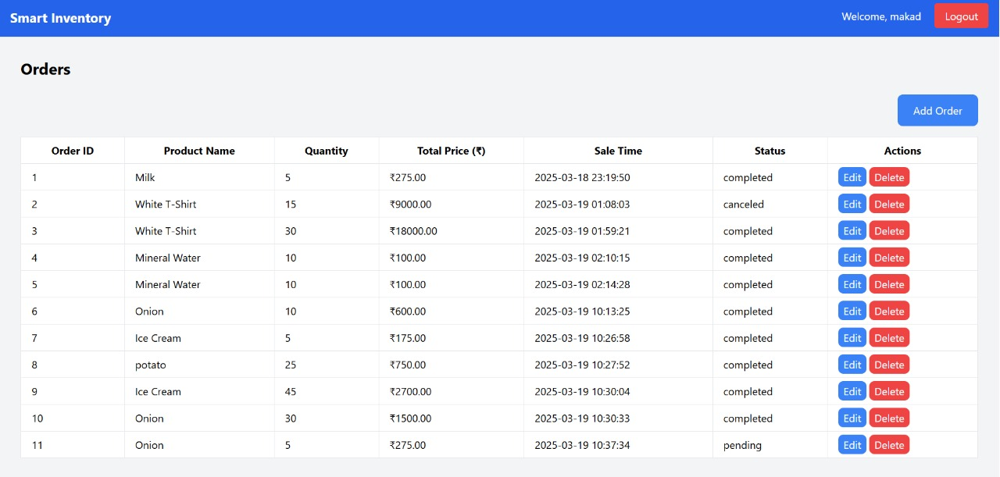 Smart Inventory Welcome, makad Logout
Orders
Add Order
Order ID Product Name Quantity Total Price (₹) Sale Time Status Actions
1 Milk 5 ₹275.00 2025-03-18 23:19:50 completed Edit Delete
2 White T-Shirt 15 ₹9000.00 2025-03-19 01:08:03 canceled Edit Delete
3 White T-Shirt 30 ₹18000.00 2025-03-19 01:59:21 completed Edit Delete
4 Mineral Water 10 ₹100.00 2025-03-19 02:10:15 completed Edit Delete
5 Mineral Water 10 ₹100.00 2025-03-19 02:14:28 completed Edit Delete
6 Onion 10 ₹600.00 2025-03-19 10:13:25 completed Edit Delete
7 Ice Cream 5 ₹175.00 2025-03-19 10:26:58 completed Edit Delete
8 potato 25 ₹750.00 2025-03-19 10:27:52 completed Edit Delete
9 Ice Cream 45 ₹2700.00 2025-03-19 10:30:04 completed Edit Delete
10 Onion 30 ₹1500.00 2025-03-19 10:30:33 completed Edit Delete
11 Onion 5 ₹275.00 2025-03-19 10:37:34 pending Edit Delete